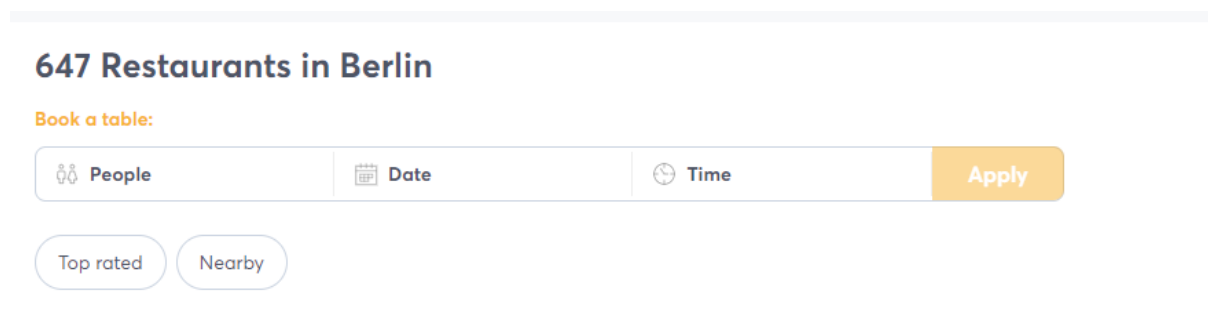 647 Restaurants in Berlin
Book a table:
People Date Time Apply
Top rated Nearby